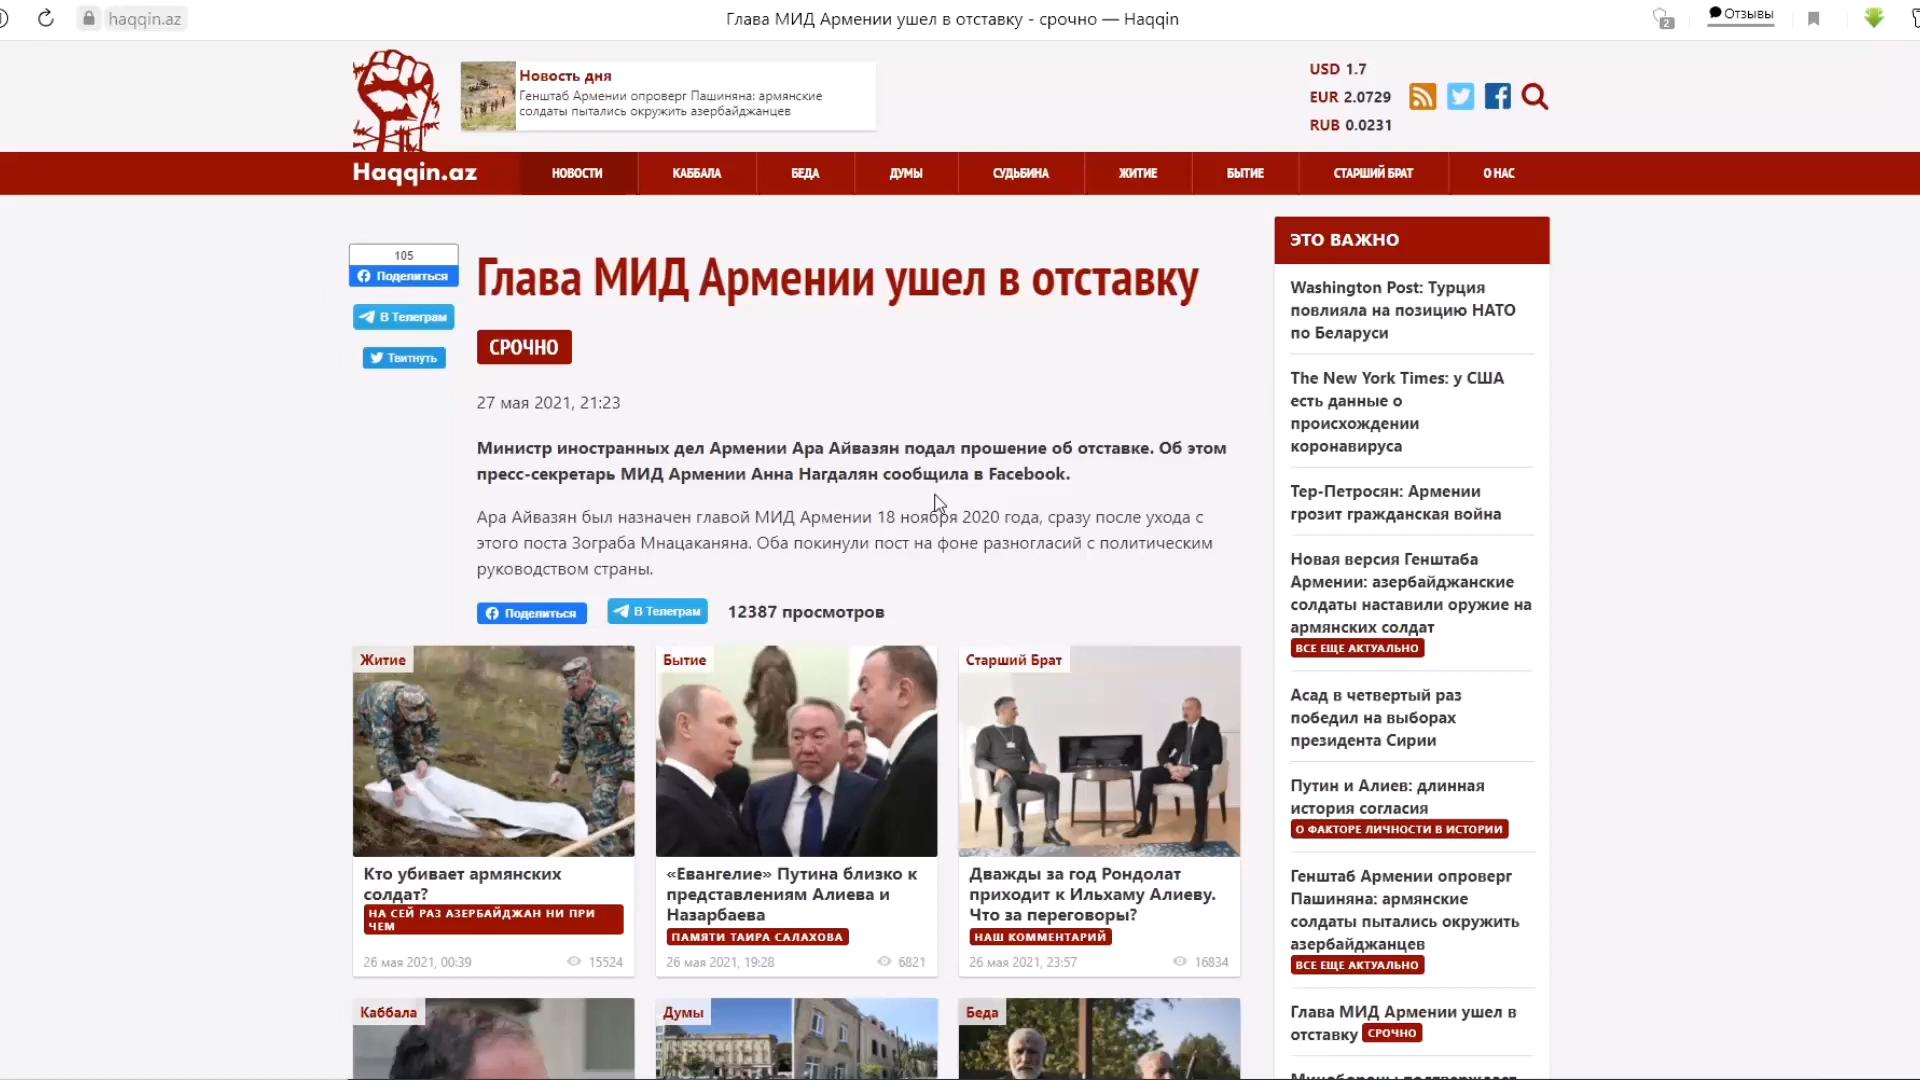 haqqin.az
Глава МИД Армении ушел в отставку - срочно — Haqqin
2
Отзывы
Новость дня
Генштаб Армении опроверг Пашиняна: армянские
солдаты пытались окружить азербайджанцев
USD 1.7
EUR 2.0729
RUB 0.0231
Haqqin.az
НОВОСТИ
КАББАЛА
БЕДА
ДУМЫ
СУДЬБИНА
ЖИТИЕ
БЫТИЕ
СТАРШИЙ БРАТ
О НАС
105
Поделиться
В Телеграм
Твитнуть
Глава МИД Армении ушел в отставку
СРОЧНО
27 мая 2021, 21:23
Министр иностранных дел Армении Ара Айвазян подал прошение об отставке. Об этом
пресс-секретарь МИД Армении Анна Нагдалян сообщила в Facebook.
Ара Айвазян был назначен главой МИД Армении 18 ноября 2020 года, сразу после ухода с
этого поста Зограба Мнацаканяна. Оба покинули пост на фоне разногласий с политическим
руководством страны.
Поделиться
В Телеграм
12387 просмотров
Житие
Кто убивает армянских
солдат?
НА СЕЙ РАЗ АЗЕРБАЙДЖАН НИ ПРИ
ЧЕМ
26 мая 2021, 00:39
15524
Бытие
«Евангелие» Путина близко к
представлениям Алиева и
Назарбаева
ПАМЯТИ ТАИРА САЛАХОВА
26 мая 2021, 19:28
6821
Старший Брат
Дважды за год Рондолат
приходит к Ильхаму Алиеву.
Что за переговоры?
НАШ КОММЕНТАРИЙ
26 мая 2021, 23:57
16834
Каббала
Думы
Беда
ЭТО ВАЖНО
Washington Post: Турция
повлияла на позицию НАТО
по Беларуси
The New York Times: у США
есть данные о
происхождении
коронавируса
Тер-Петросян: Армении
грозит гражданская война
Новая версия Генштаба
Армении: азербайджанские
солдаты наставили оружие на
армянских солдат
ВСЕ ЕЩЕ АКТУАЛЬНО
Асад в четвертый раз
победил на выборах
президента Сирии
Путин и Алиев: длинная
история согласия
О ФАКТОРЕ ЛИЧНОСТИ В ИСТОРИИ
Генштаб Армении опроверг
Пашиняна: армянские
солдаты пытались окружить
азербайджанцев
ВСЕ ЕЩЕ АКТУАЛЬНО
Глава МИД Армении ушел в
отставку СРОЧНО